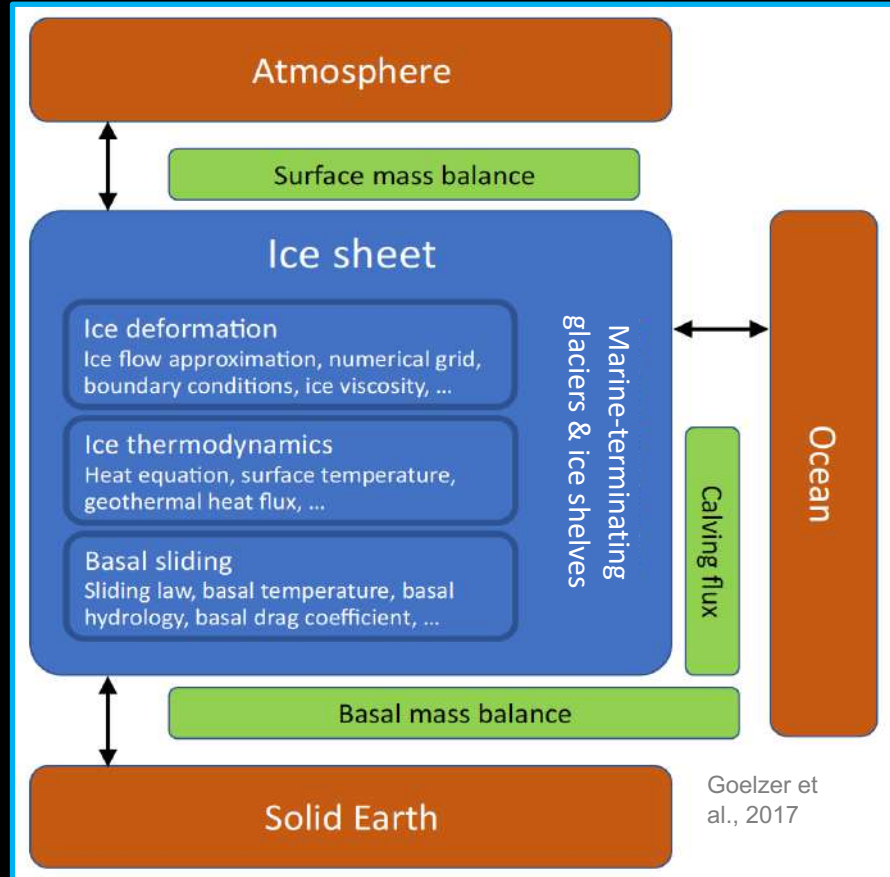 Atmosphere
Surface mass balance
Ice sheet
Ice deformation
Ice flow approximation, numerical grid,
boundary conditions, ice viscosity, ...
Ice thermodynamics
Heat equation, surface temperature,
geothermal heat flux, ...
Basal sliding
Sliding law, basal temperature, basal
hydrology, basal drag coefficient, ...
Marine-terminating
glaciers & ice shelves
Calving flux
Ocean
Basal mass balance
Solid Earth
Goelzer et
al., 2017